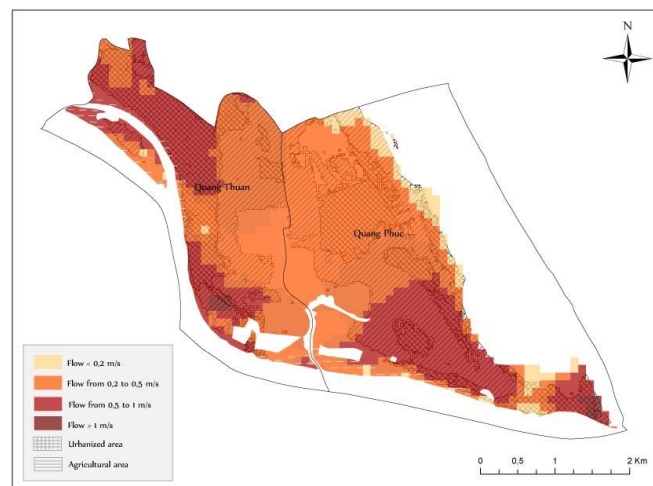 N
Quang Thuan
Quang Phuc
Flow < 0,2 m/s
Flow from 0,2 to 0,5 m/s
Flow from 0,5 to 1 m/s
Flow > 1 m/s
Urbanized area
Agricultural area
0 0,5 1 2 Km